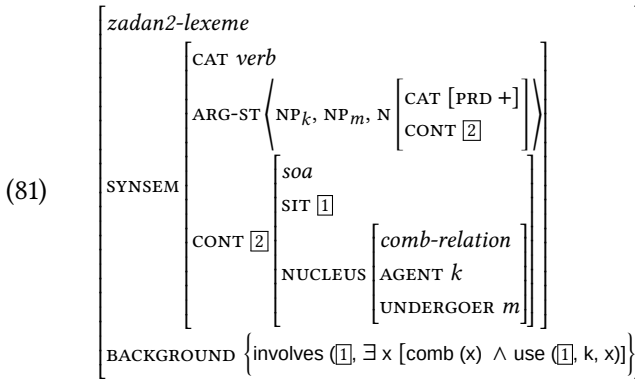 zadan2-lexeme
CAT verb
ARG-ST ⟨NPk, NPm, N [CAT [PRD +]
CONT 2]⟩
(81) SYNSEM
soa
SIT 1
CONT 2
comb-relation
NUCLEUS AGENT k
UNDERGOER m
BACKGROUND {involves (1, ∃ x [comb (x) ∧ use (1, k, x)]}